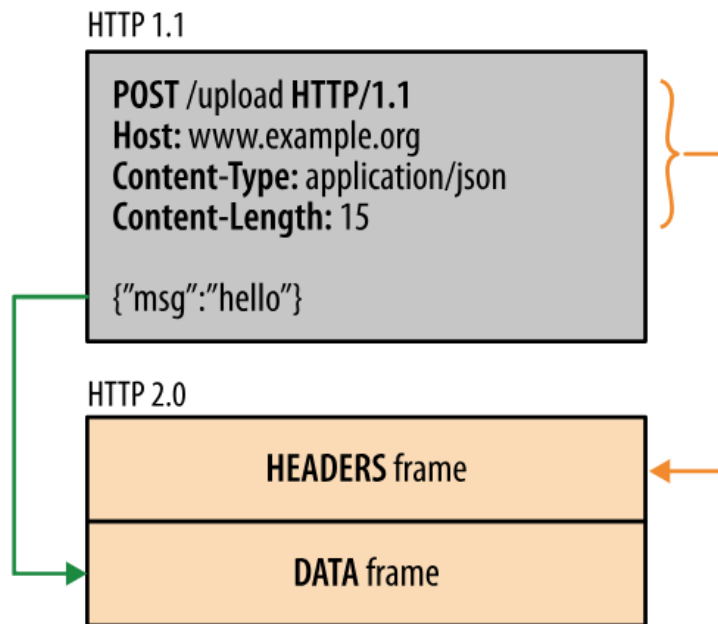 HTTP 1.1
POST /upload HTTP/1.1
Host: www.example.org
Content-Type: application/json
Content-Length: 15
{”msg”:”hello”}
HTTP 2.0
HEADERS frame
DATA frame